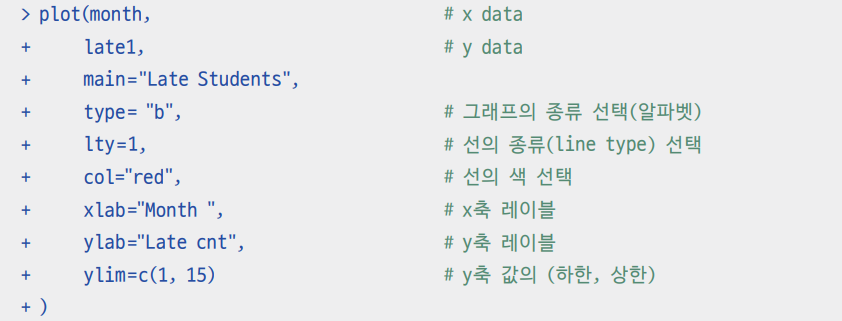 > plot(month, # x data
+ late1, # y data
+ main="Late Students",
+ type= "b", # 그래프의 종류 선택(알파벳)
+ lty=1, # 선의 종류(line type) 선택
+ col="red", # 선의 색 선택
+ xlab="Month ", # x축 레이블
+ ylab="Late cnt", # y축 레이블
+ ylim=c(1, 15) # y축 값의 (하한, 상한)
+ )